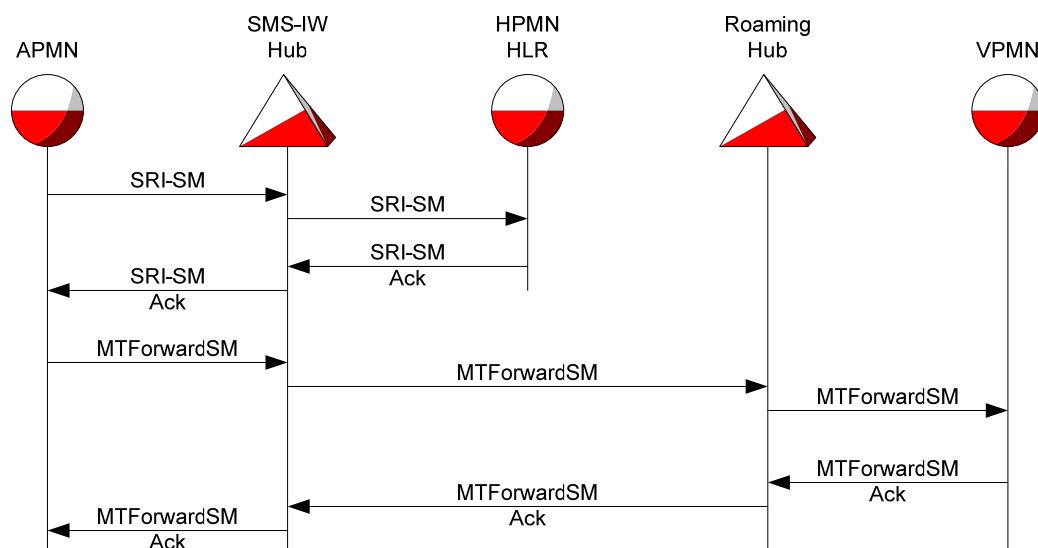 APMN
SMS-IW
Hub
HPMN
HLR
Roaming
Hub
VPMN
SRI-SM
SRI-SM
SRI-SM
Ack
SRI-SM
Ack
MTForwardSM
MTForwardSM
MTForwardSM
MTForwardSM
Ack
MTForwardSM
Ack
MTForwardSM
Ack